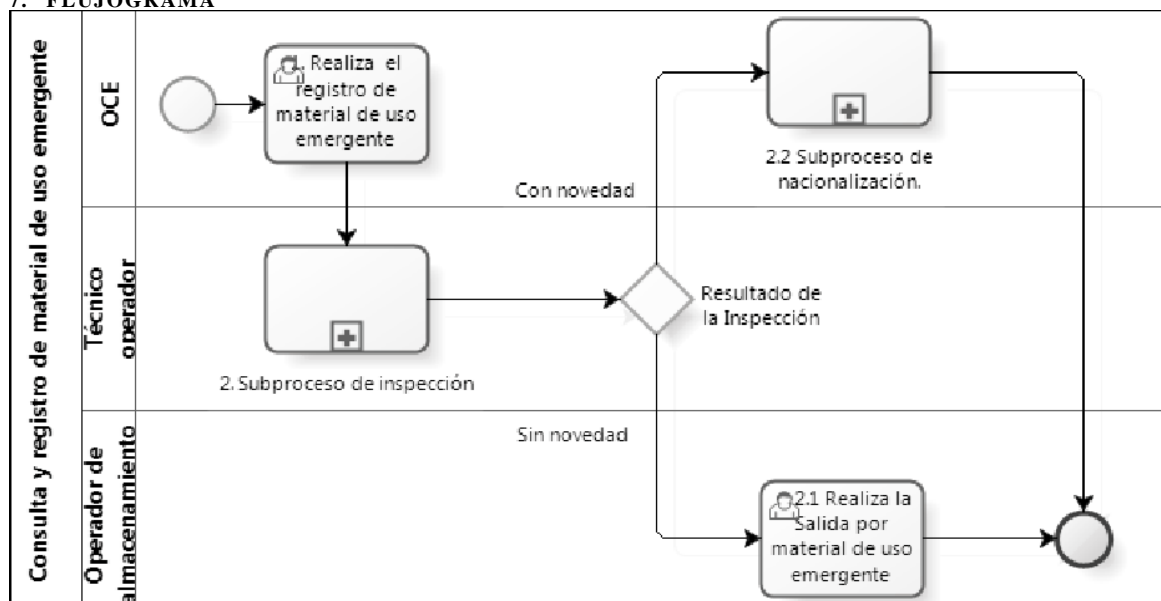 7. FLUJOGRAMA
Consulta y registro de material de uso emergente
OCE
Realiza el
registro de
material de uso
emergente
2.2 Subproceso de
nacionalización.
Con novedad
Técnico
operador
2. Subproceso de inspección
Resultado de
la Inspección
Operador de
almacenamiento
Sin novedad
2.1 Realiza la
Salida por
material de uso
emergente